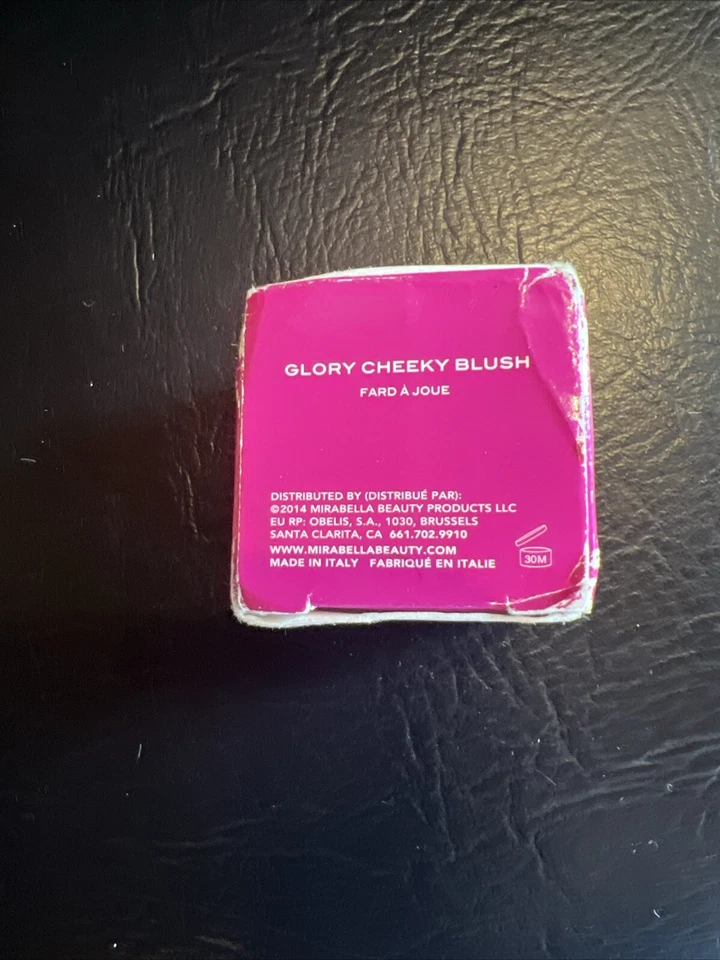 GLORY CHEEKY BLUSH
FARD À JOUE
DISTRIBUTED BY (DISTRIBUÉ PAR):
©2014 MIRABELLA BEAUTY PRODUCTS LLC
EU RP: OBELIS, S.A., 1030, BRUSSELS
SANTA CLARITA, CA 661.702.9910
WWW.MIRABELLABEAUTY.COM
MADE IN ITALY FABRIQUÉ EN ITALIE
30M